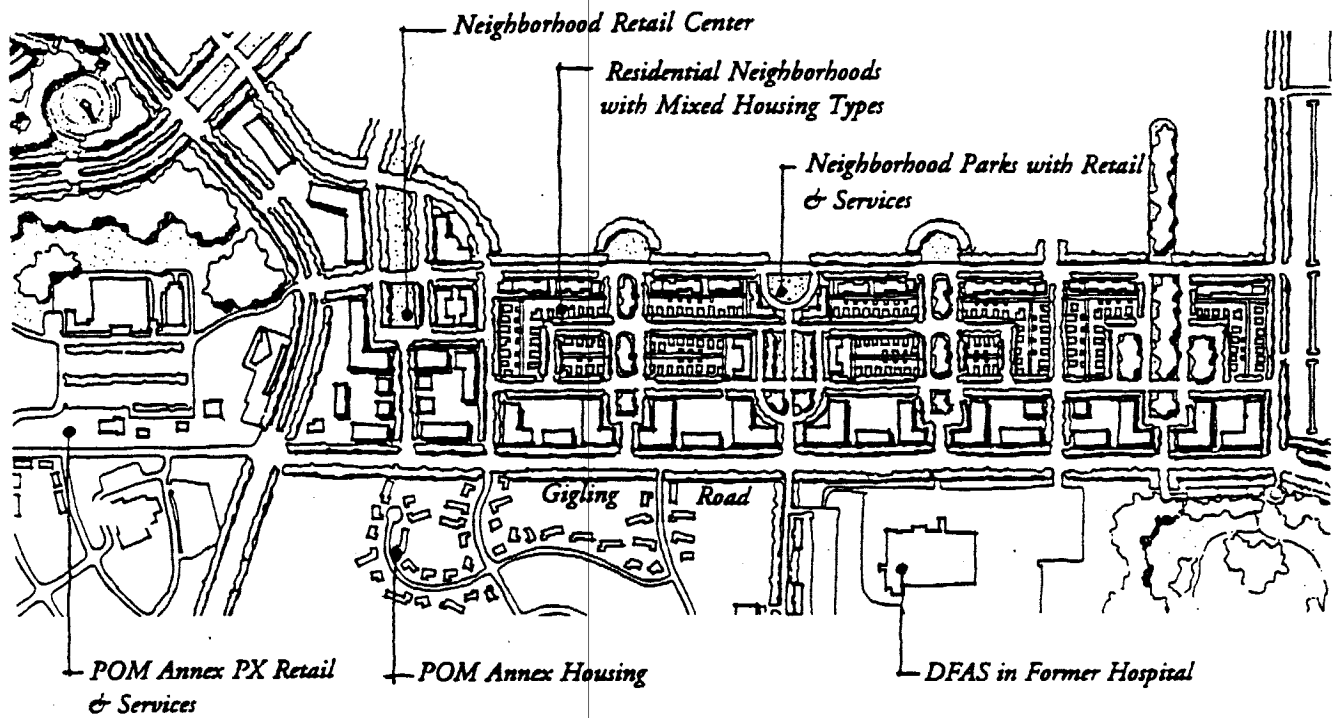 Neighborhood Retail Center
Residential Neighborhoods
with Mixed Housing Types
Neighborhood Parks with Retail
& Services
Gigling Road
POM Annex PX Retail
& Services
POM Annex Housing
DFAS in Former Hospital